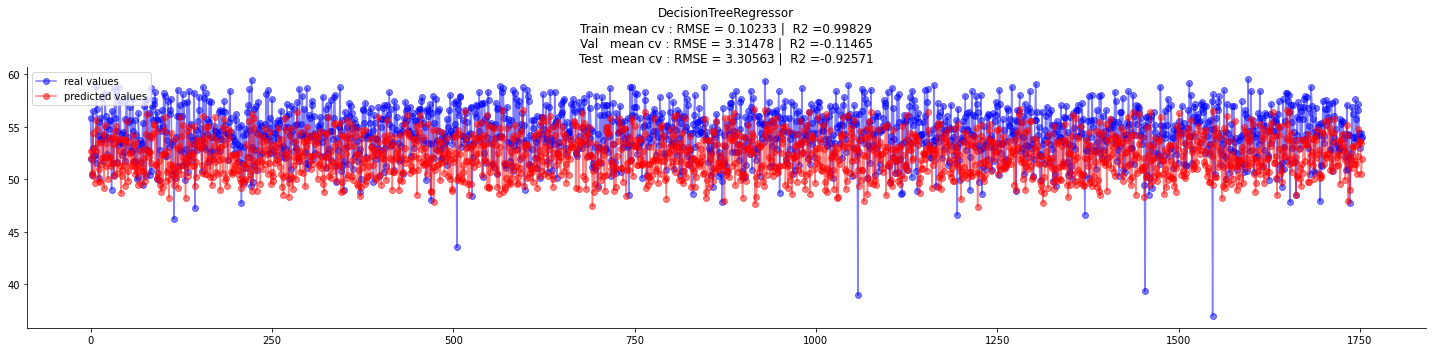 DecisionTreeRegressor
Train mean cv : RMSE = 0.10233 | R2 =0.99829
Val mean cv : RMSE = 3.31478 | R2 =-0.11465
Test mean cv : RMSE = 3.30563 | R2 =-0.92571
60
real values
predicted values
55
50
45
40
0 250 500 750 1000 1250 1500 1750